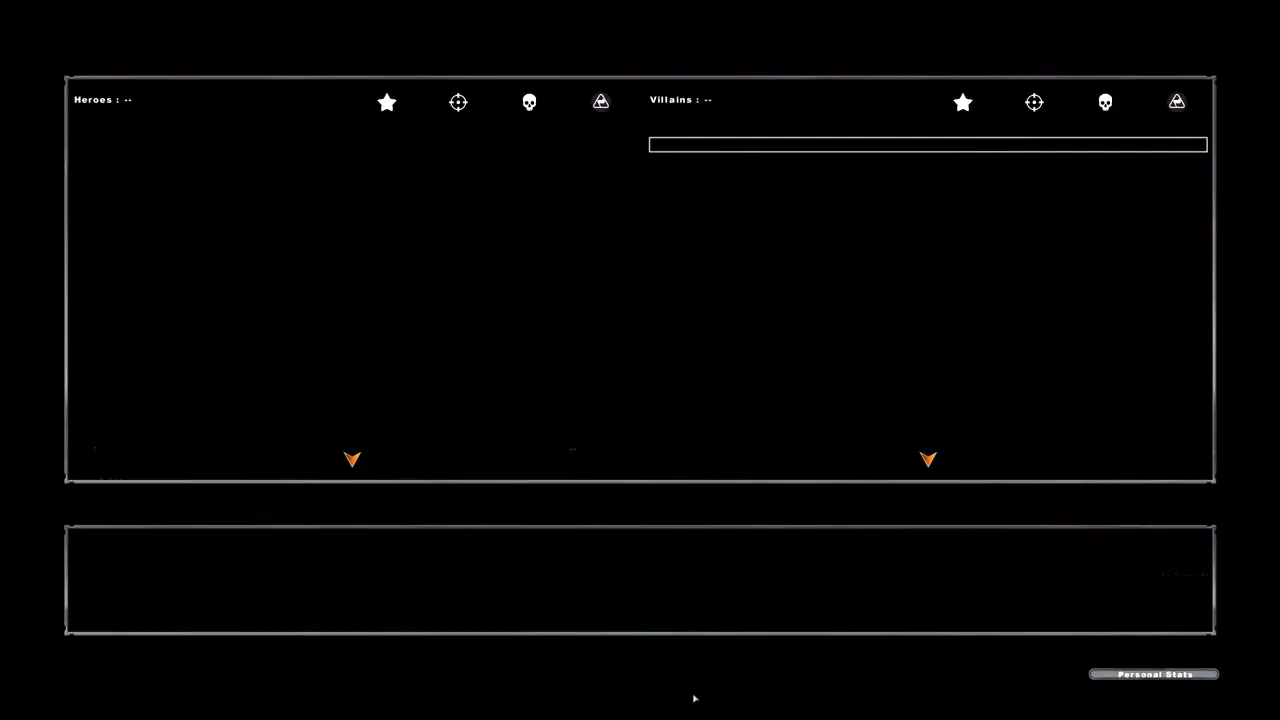 Heroes : --
Villains : --
Personal Stats